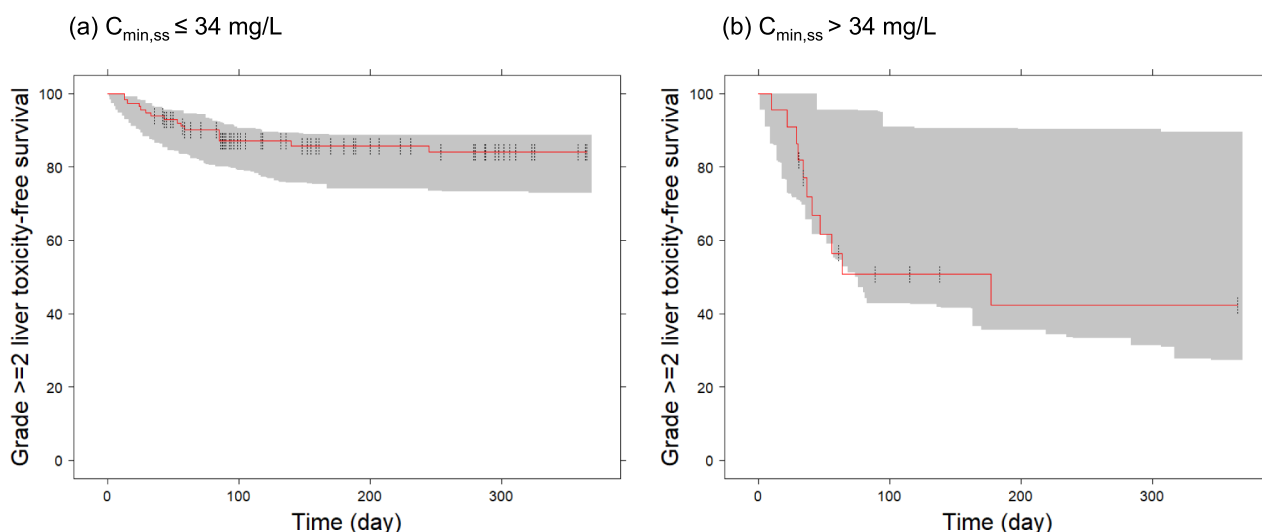 (a) Cmin,ss ≤ 34 mg/L
(b) Cmin,ss > 34 mg/L
Grade >=2 liver toxicity-free survival
100
80
60
40
20
0
0 100 200 300
Time (day)
Grade >=2 liver toxicity-free survival
100
80
60
40
20
0
0 100 200 300
Time (day)